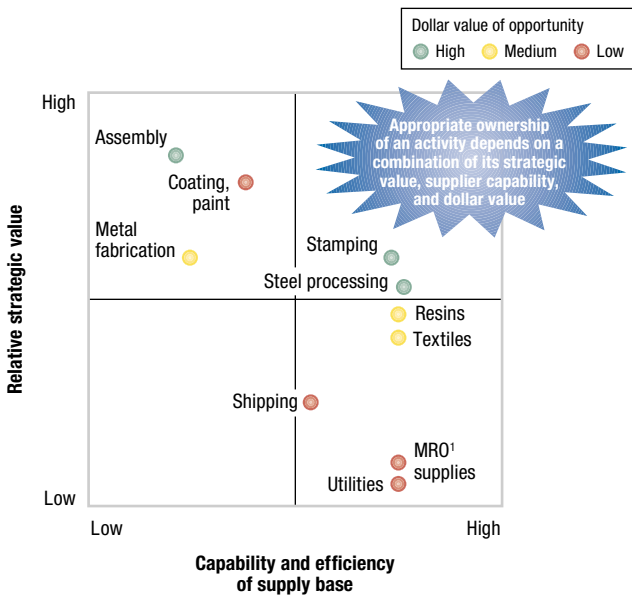 Dollar value of opportunity
High Medium Low
High
Appropriate ownership
of an activity depends on a
combination of its strategic
value, supplier capability,
and dollar value
Assembly
Coating,
paint
Metal
fabrication
Stamping
Steel processing
Resins
Textiles
Shipping
MRO¹
supplies
Utilities
Relative strategic value
Low
Low High
Capability and efficiency
of supply base